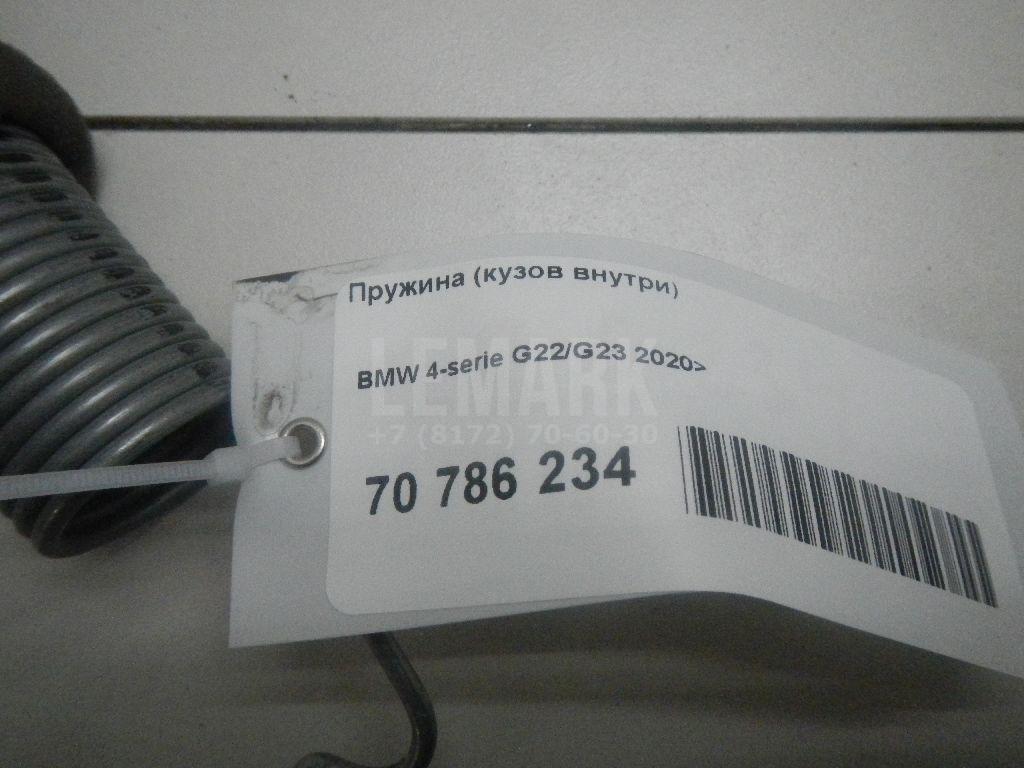 Пружина (кузов внутри)
BMW 4-serie G22/G23 2020>
LEMARK
+7 (8172) 70-60-30
70 786 234